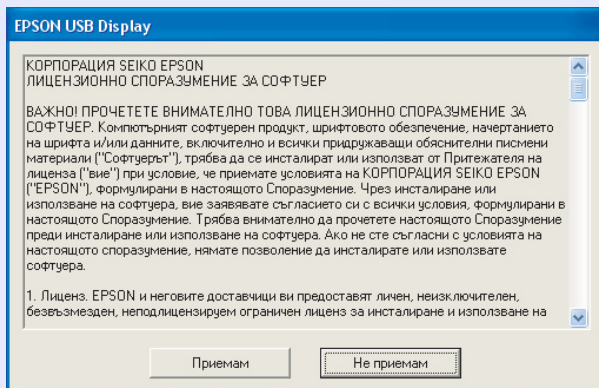 EPSON USB Display
КОРПОРАЦИЯ SEIKO EPSON
ЛИЦЕНЗИОННО СПОРАЗУМЕНИЕ ЗА СОФТУЕР
ВАЖНО! ПРОЧЕТЕТЕ ВНИМАТЕЛНО ТОВА ЛИЦЕНЗИОННО СПОРАЗУМЕНИЕ ЗА
СОФТУЕР. Компютърният софтуерен продукт, шрифтовото обезпечение, начертанието
на шрифта и/или данните, включително и всички придружаващи обяснителни писмени
материали ("Софтуерът"), трябва да се инсталират или използват от Притежателя на
лиценза ("вие") при условие, че приемате условията на КОРПОРАЦИЯ SEIKO EPSON
("EPSON"), формулирани в настоящото Споразумение. Чрез инсталиране или
използване на софтуера, вие заявявате съгласието си с всички условия, формулирани в
настоящото Споразумение. Трябва внимателно да прочетете настоящото Споразумение
преди инсталиране или използване на софтуера. Ако не сте съгласни с условията на
настоящото споразумение, нямате позволение да инсталирате или използвате
софтуера.
1. Лиценз. EPSON и неговите доставчици ви предоставят личен, неизключителен,
безвъзмезден, неподлицензируем ограничен лиценз за инсталиране и използване на
Приемам
Не приемам